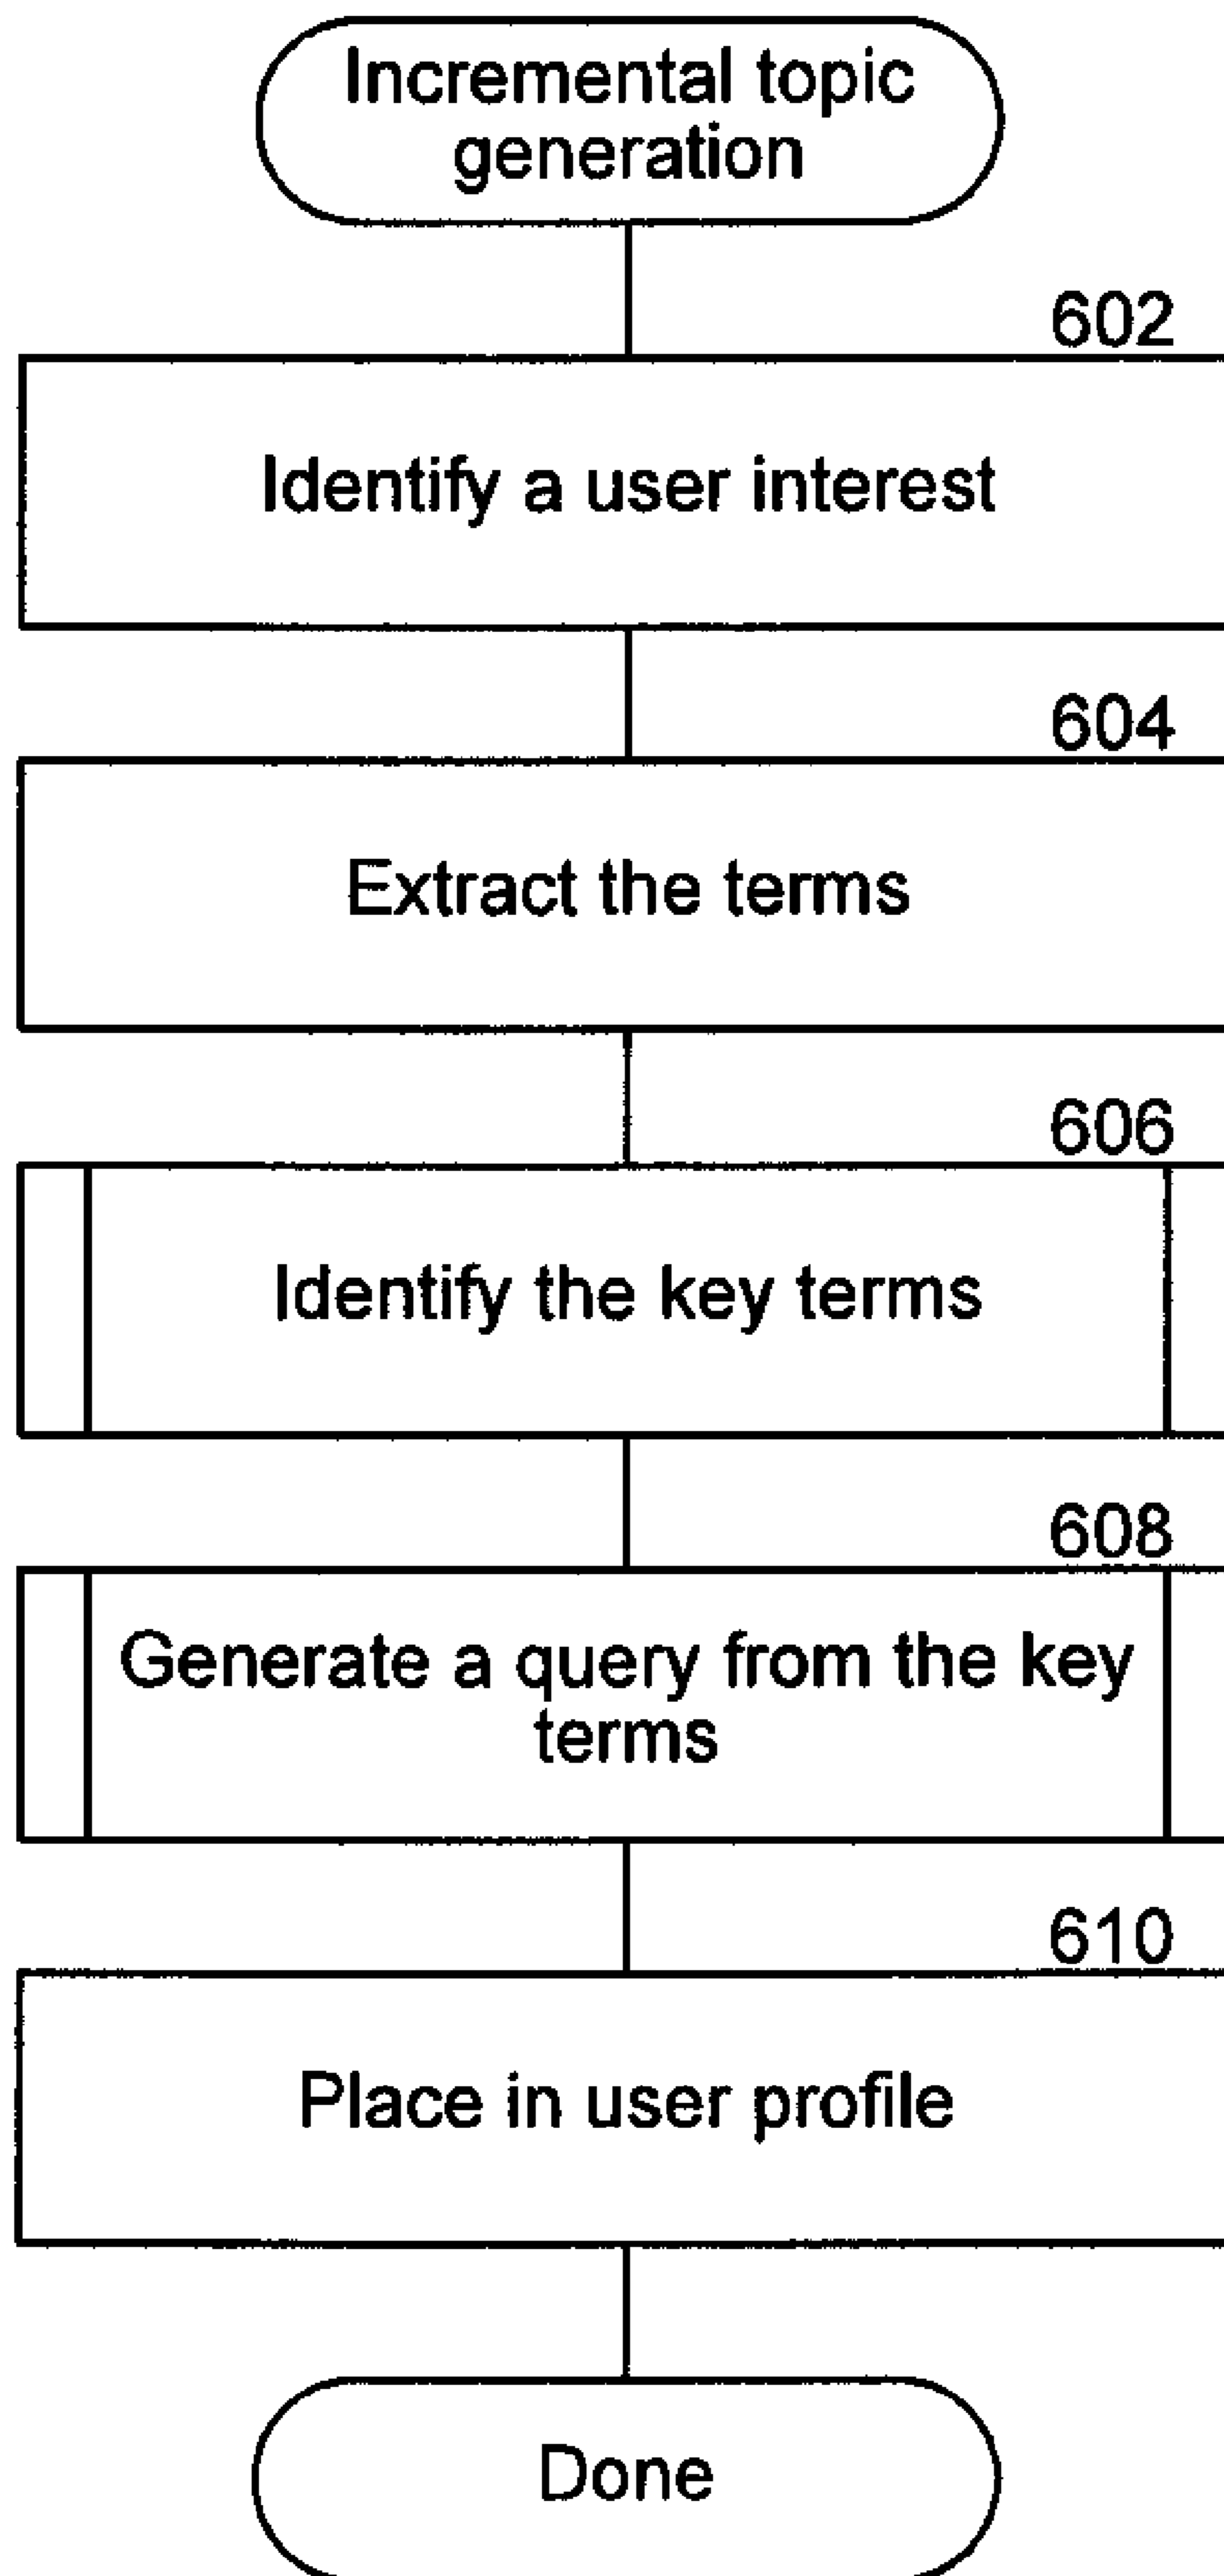 Incremental topic
generation
602
Identify a user interest
604
Extract the terms
606
Identify the key terms
608
Generate a query from the key
terms
610
Place in user profile
Done